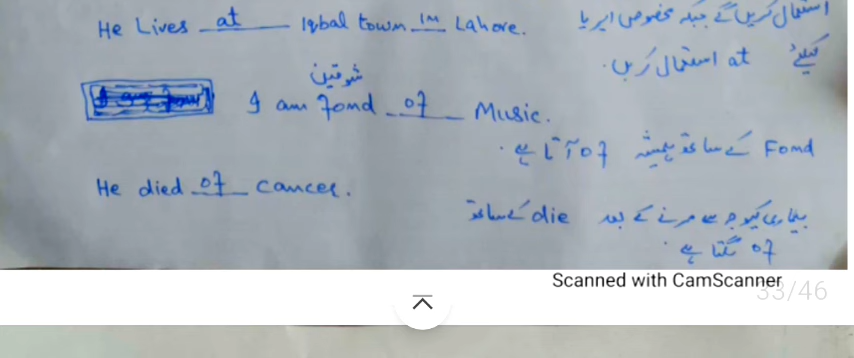 He Lives at Iqbal town in Lahore.
استعمال کریں گے جبکہ مخصوص ایریا
کیلئے at استعمال کریں.
شوقین
I am fond of Music.
Fond کے ساتھ ہمیشہ of آتا ہے.
He died of cancer.
بیماری کیوجہ سے مرنے کے بعد die کے ساتھ
of لگتا ہے.
Scanned with CamScanner
33/46